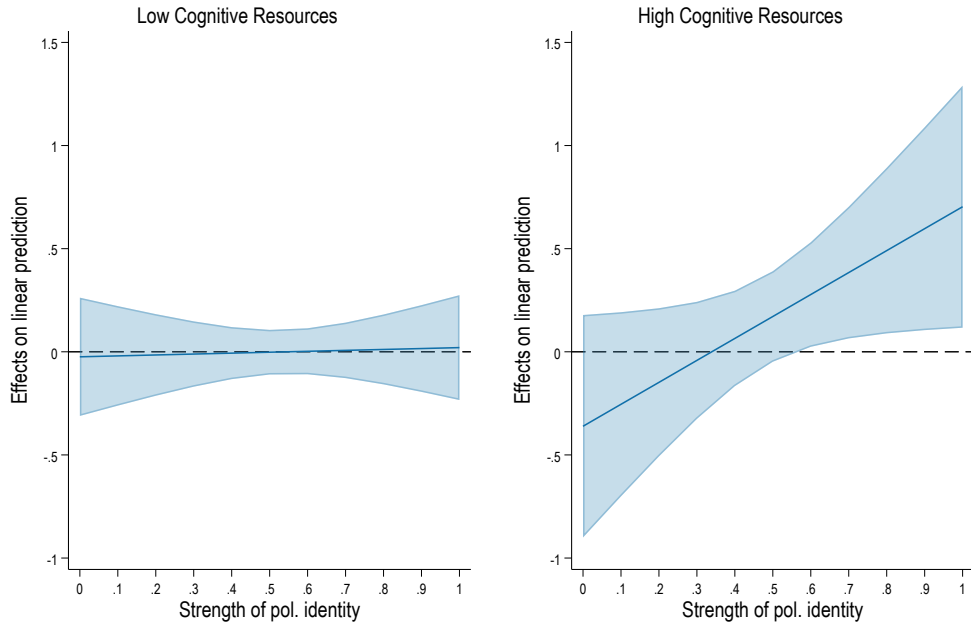 Low Cognitive Resources
1.5
1
.5
0
-.5
-1
Effects on linear prediction
0 .1 .2 .3 .4 .5 .6 .7 .8 .9 1
Strength of pol. identity
High Cognitive Resources
1.5
1
.5
0
-.5
-1
Effects on linear prediction
0 .1 .2 .3 .4 .5 .6 .7 .8 .9 1
Strength of pol. identity